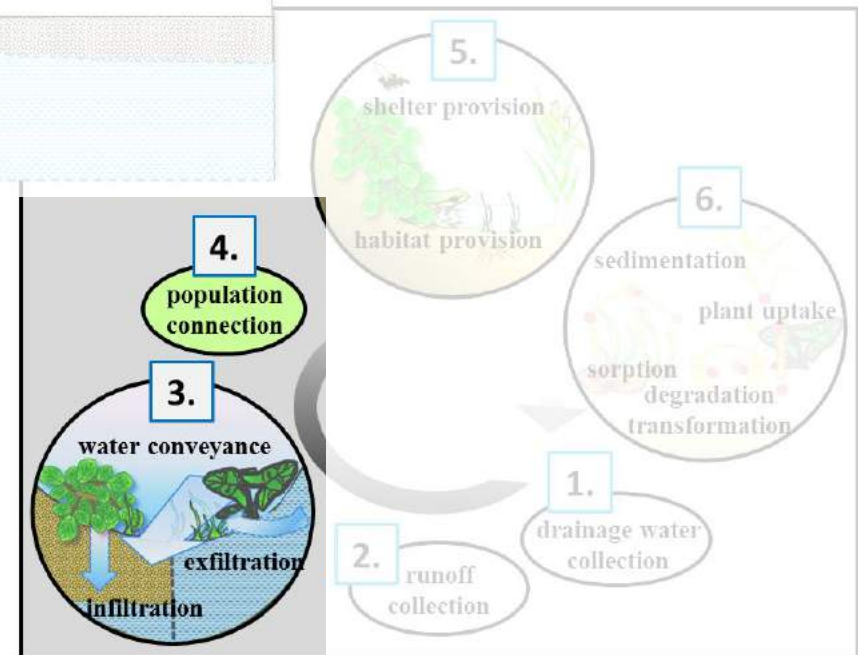 5.
shelter provision
habitat provision
6.
sedimentation
plant uptake
sorption
degradation
transformation
4.
population
connection
3.
water conveyance
exfiltration
infiltration
1.
drainage water
collection
2.
runoff
collection